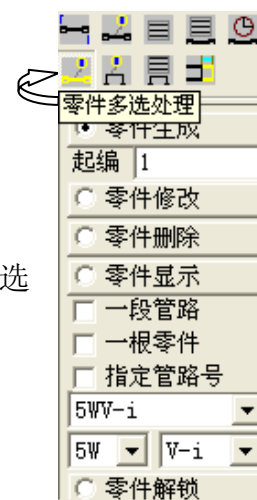 零件多选处理
零件生成
起编 1
零件修改
零件删除
选
零件显示
一段管路
一根零件
指定管路号
5WV-i
5W V-i
零件解锁